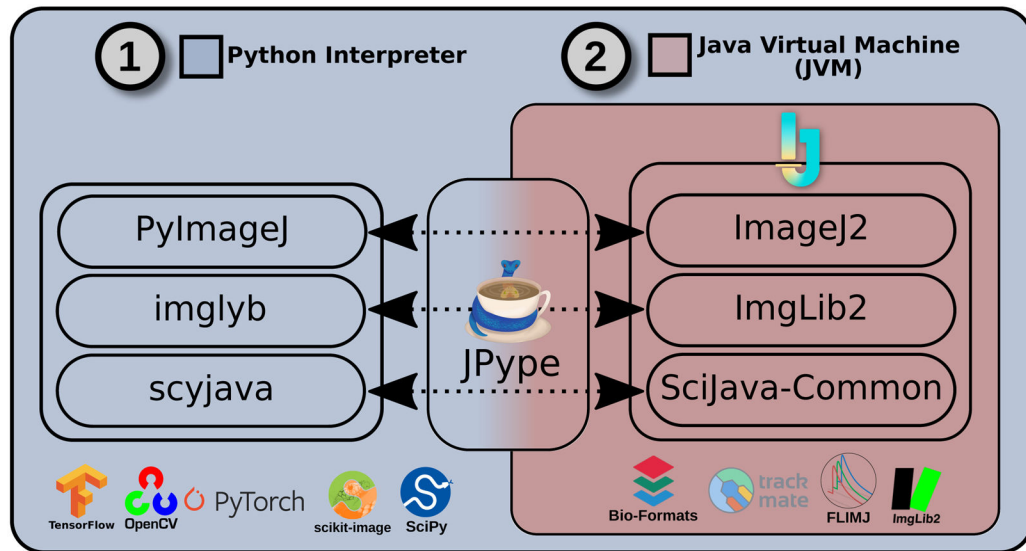 1
Python Interpreter
2
Java Virtual Machine
(JVM)
PyImageJ
ImageJ2
imglyb
ImgLib2
JPype
scyjava
SciJava-Common
TensorFlow
OpenCV
PyTorch
scikit-image
SciPy
Bio-Formats
track
mate
FLIMJ
ImgLib2